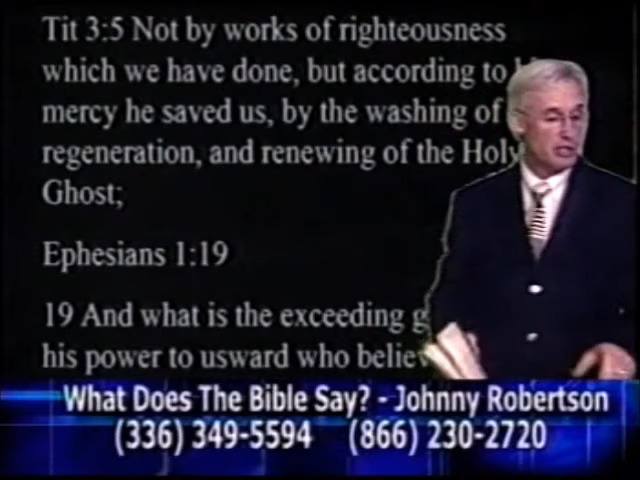 Tit 3:5 Not by works of righteousness
which we have done, but according to
mercy he saved us, by the washing of
regeneration, and renewing of the Holy
Ghost;
Ephesians 1:19
19 And what is the exceeding
his power to usward who
What Does The Bible Say? - Johnny Robertson
(336) 349-5594 (866) 230-2720